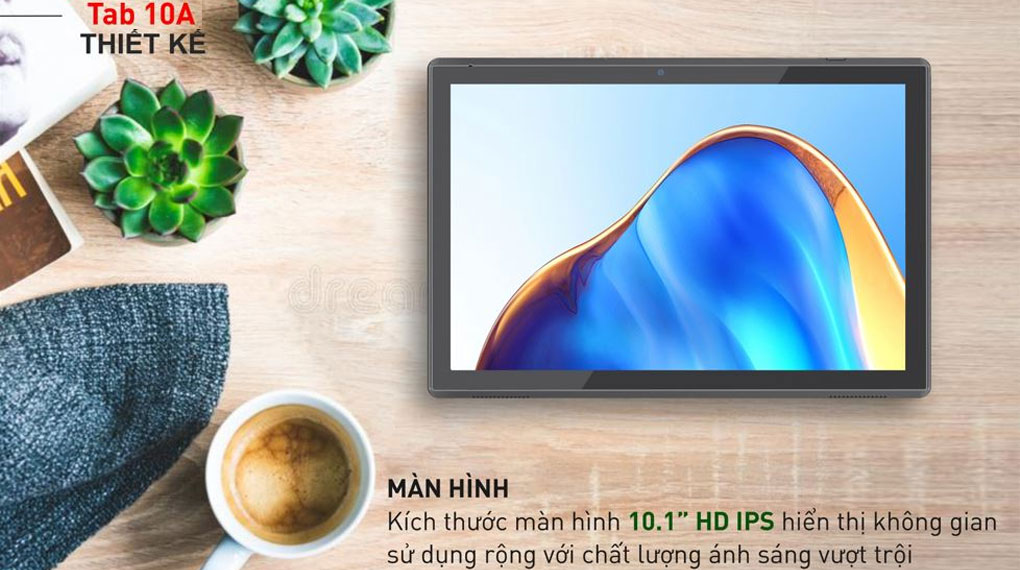 Tab 10A
THIẾT KẾ
MÀN HÌNH
Kích thước màn hình 10.1” HD IPS hiển thị không gian
sử dụng rộng với chất lượng ánh sáng vượt trội